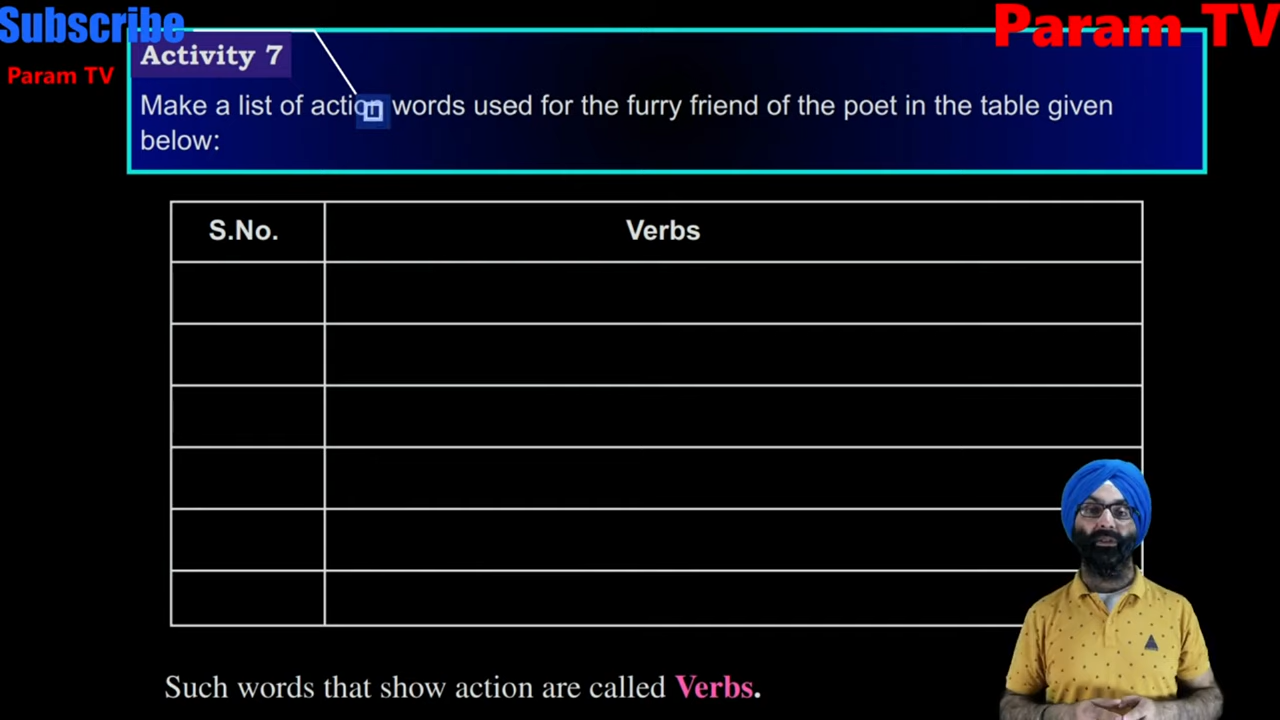 Subscribe
Param TV
Param TV
Activity 7
Make a list of action words used for the furry friend of the poet in the table given
below:
S.No. Verbs
Such words that show action are called Verbs.